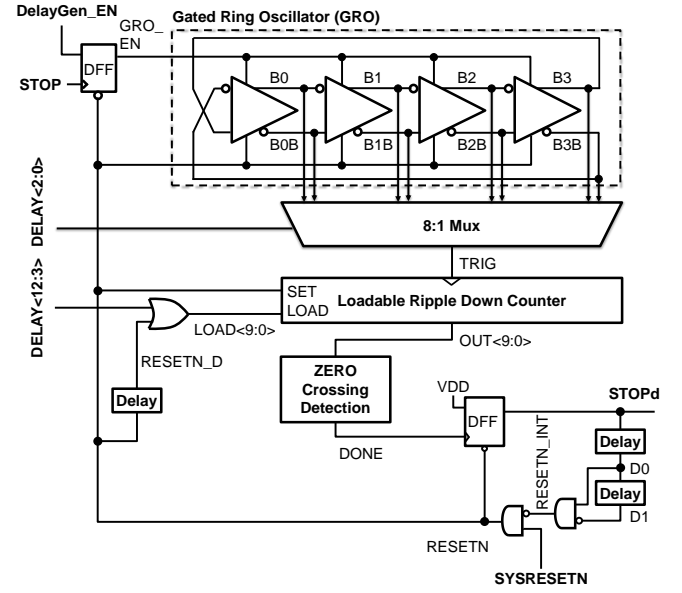 DelayGen_EN
GRO_
EN
Gated Ring Oscillator (GRO)
DFF
STOP
B0
B1
B2
B3
B0B
B1B
B2B
B3B
DELAY<2:0>
8:1 Mux
TRIG
DELAY<12:3>
SET
LOAD
Loadable Ripple Down Counter
LOAD<9:0>
OUT<9:0>
RESETN_D
ZERO
Crossing
Detection
Delay
VDD
STOPd
DFF
DONE
RESETN_INT
Delay
D0
Delay
D1
RESETN
SYSRESETN